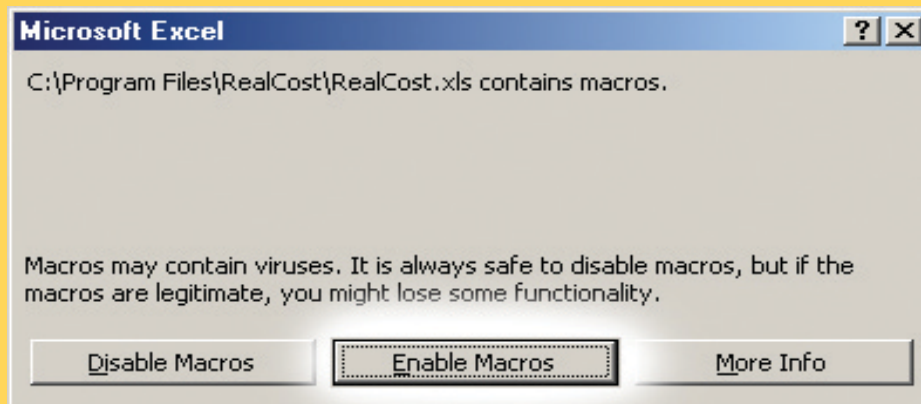 Microsoft Excel
C:\Program Files\RealCost\RealCost.xls contains macros.
Macros may contain viruses. It is always safe to disable macros, but if the
macros are legitimate, you might lose some functionality.
Disable Macros
Enable Macros
More Info